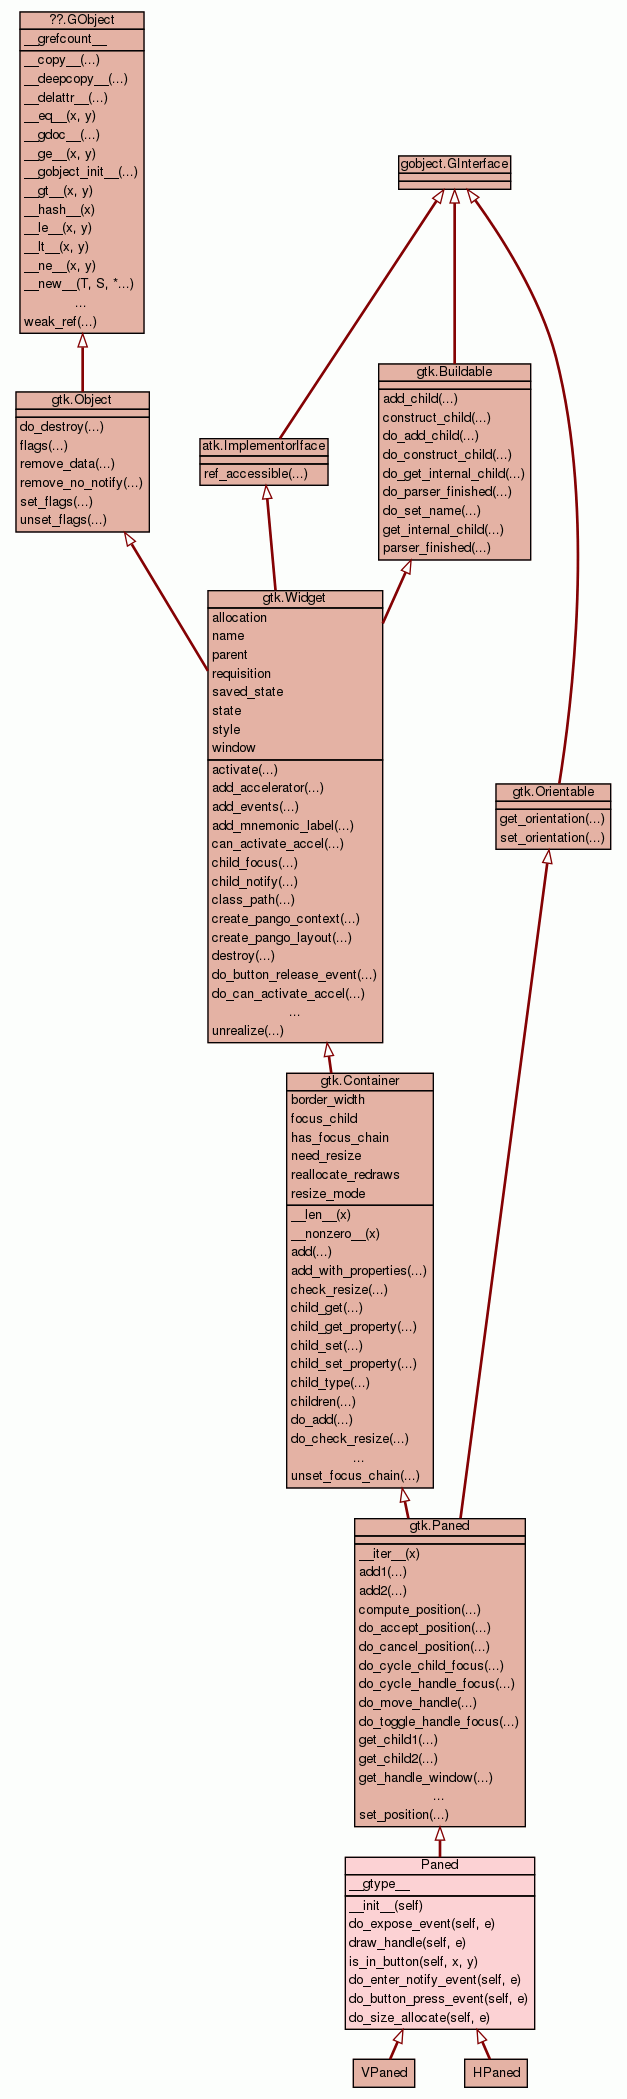 ??.GObject
__grefcount__
__copy__(...)
__deepcopy__(...)
__delattr__(...)
__eq__(x, y)
__gdoc__(...)
__ge__(x, y)
__gobject_init__(...)
__gt__(x, y)
__hash__(x)
__le__(x, y)
__lt__(x, y)
__ne__(x, y)
__new__(T, S, *...)
...
weak_ref(...)
gobject.GInterface
gtk.Object
do_destroy(...)
flags(...)
remove_data(...)
remove_no_notify(...)
set_flags(...)
unset_flags(...)
atk.ImplementorIface
ref_accessible(...)
gtk.Buildable
add_child(...)
construct_child(...)
do_add_child(...)
do_construct_child(...)
do_get_internal_child(...)
do_parser_finished(...)
do_set_name(...)
get_internal_child(...)
parser_finished(...)
gtk.Widget
allocation
name
parent
requisition
saved_state
state
style
window
activate(...)
add_accelerator(...)
add_events(...)
add_mnemonic_label(...)
can_activate_accel(...)
child_focus(...)
child_notify(...)
class_path(...)
create_pango_context(...)
create_pango_layout(...)
destroy(...)
do_button_release_event(...)
do_can_activate_accel(...)
...
unrealize(...)
gtk.Orientable
get_orientation(...)
set_orientation(...)
gtk.Container
border_width
focus_child
has_focus_chain
need_resize
reallocate_redraws
resize_mode
__len__(x)
__nonzero__(x)
add(...)
add_with_properties(...)
check_resize(...)
child_get(...)
child_get_property(...)
child_set(...)
child_set_property(...)
child_type(...)
children(...)
do_add(...)
do_check_resize(...)
...
unset_focus_chain(...)
gtk.Paned
__iter__(x)
add1(...)
add2(...)
compute_position(...)
do_accept_position(...)
do_cancel_position(...)
do_cycle_child_focus(...)
do_cycle_handle_focus(...)
do_move_handle(...)
do_toggle_handle_focus(...)
get_child1(...)
get_child2(...)
get_handle_window(...)
...
set_position(...)
Paned
__gtype__
__init__(self)
do_expose_event(self, e)
draw_handle(self, e)
is_in_button(self, x, y)
do_enter_notify_event(self, e)
do_button_press_event(self, e)
do_size_allocate(self, e)
VPaned
HPaned